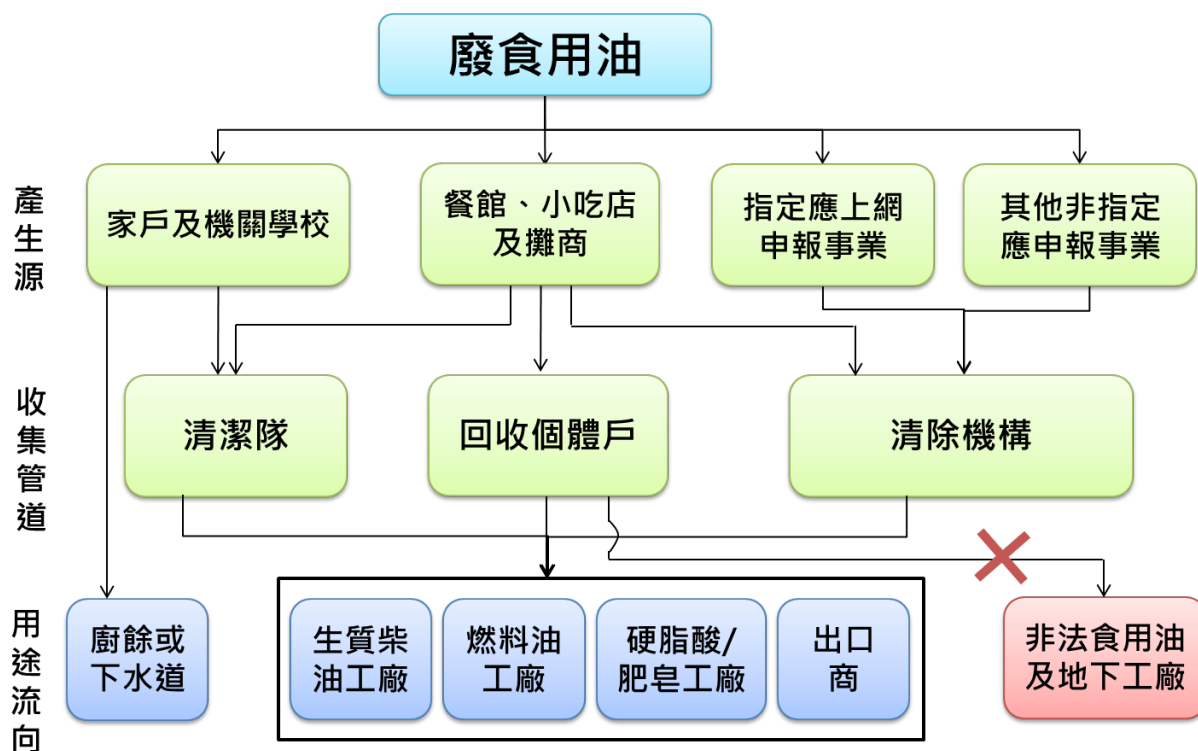 廢食用油
產生源
家戶及機關學校
餐館、小吃店
及攤商
指定應上網
申報事業
其他非指定
應申報事業
收集管道
清潔隊
回收個體戶
清除機構
用途流向
廚餘或
下水道
生質柴
油工廠
燃料油
工廠
硬脂酸/
肥皂工廠
出口
商
非法食用油
及地下工廠